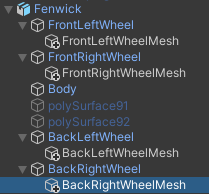 Fenwick
FrontLeftWheel
FrontLeftWheelMesh
FrontRightWheel
FrontRightWheelMesh
Body
polySurface91
polySurface92
BackLeftWheel
BackLeftWheelMesh
BackRightWheel
BackRightWheelMesh